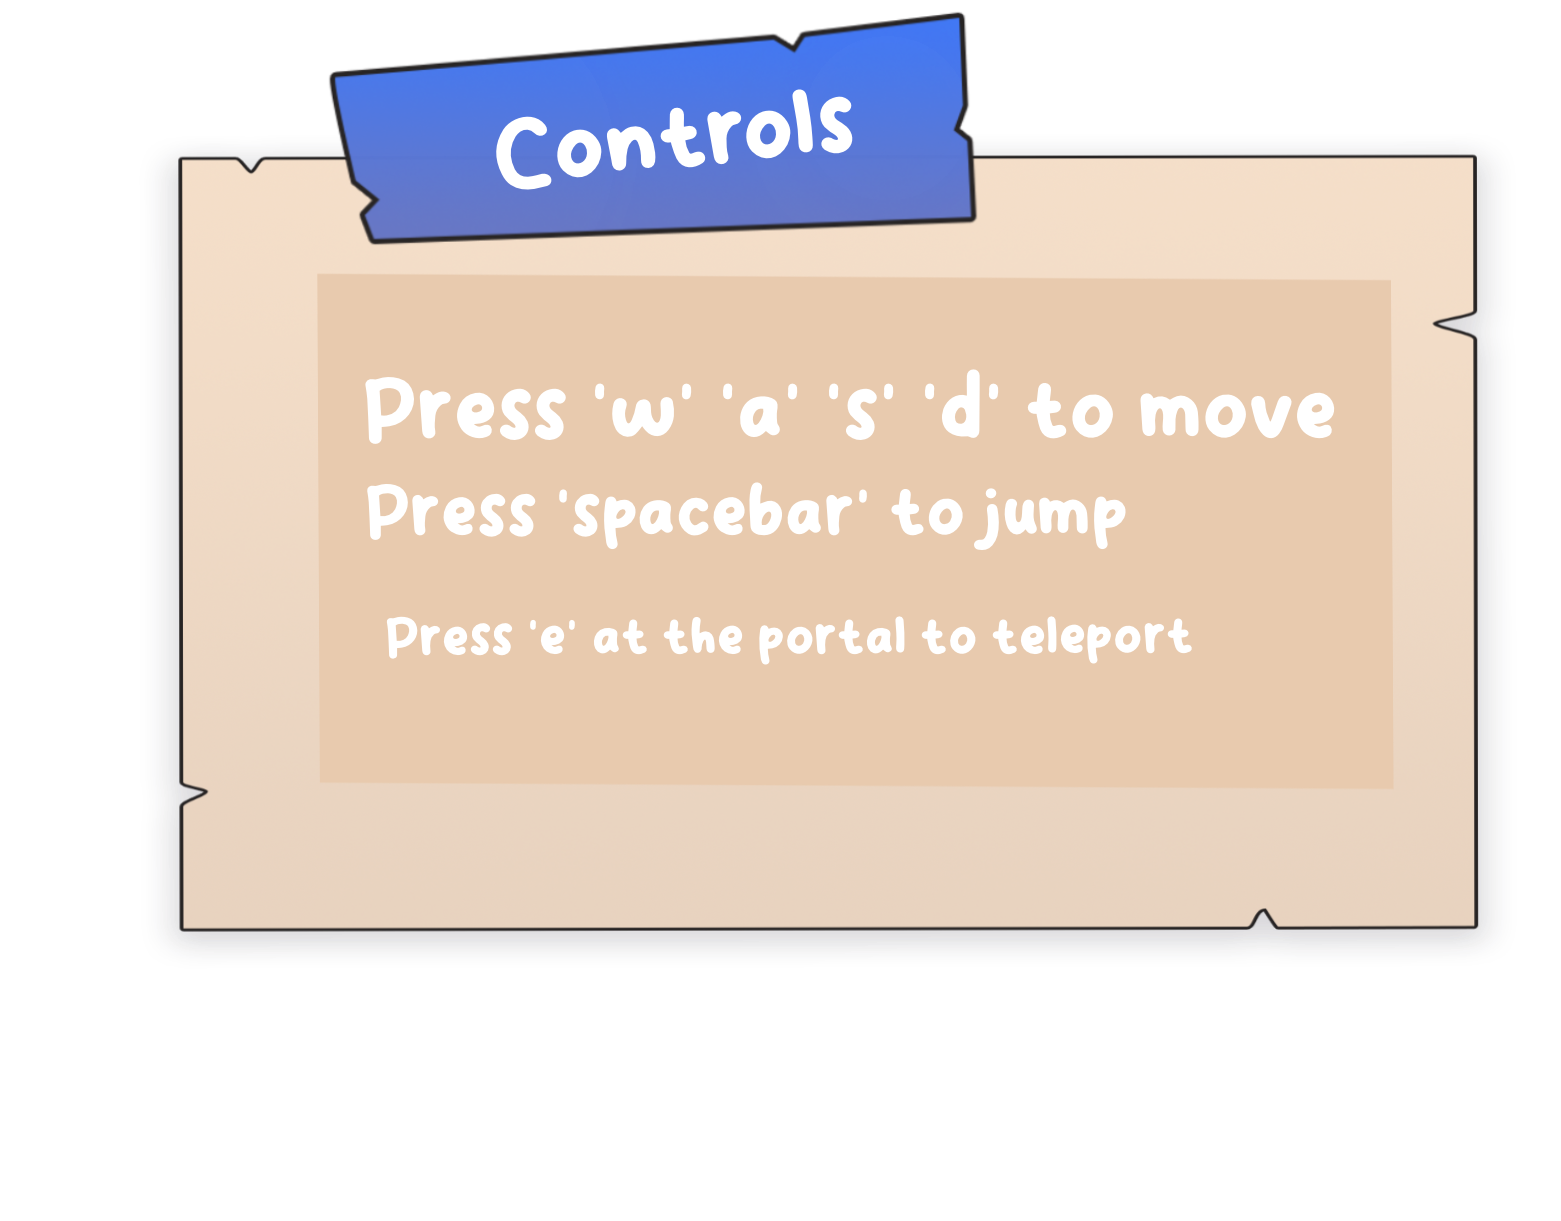 Controls
Press 'w' 'a' 's' 'd' to move
Press 'spacebar' to jump
Press 'e' at the portal to teleport